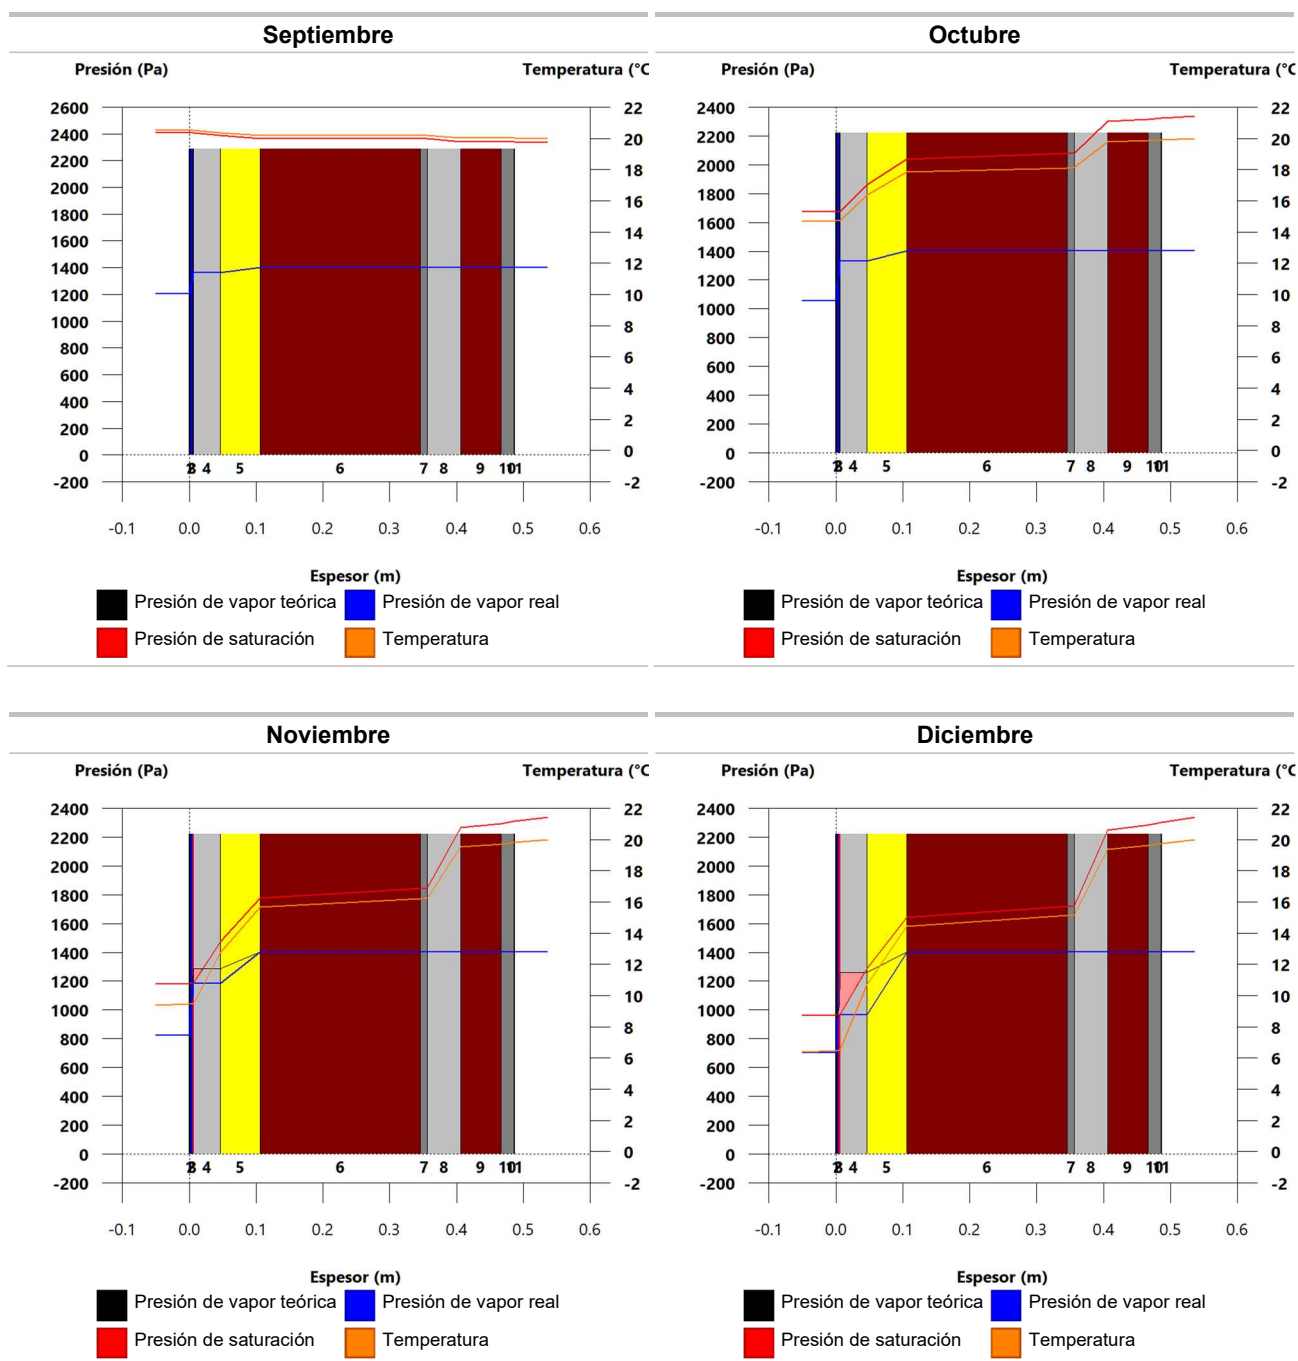 Septiembre
Presión (Pa) Temperatura (°C
2600 22
2400 20
2200 18
2000
1800 16
1600 14
1400 12
1200 10
1000 8
800 6
600 4
400 2
200 0
0
4 5 6 7 8 9
-200 -2
-0.1 0.0 0.1 0.2 0.3 0.4 0.5 0.6
Espesor (m)
Presión de vapor teórica Presión de vapor real
Presión de saturación Temperatura
Octubre
Presión (Pa) Temperatura (°C
2400 22
2200 20
2000 18
1800 16
1600 14
1400 12
1200 10
1000 8
800 6
600 4
400 2
200 0
0
4 5 6 7 8 9
-200 -2
-0.1 0.0 0.1 0.2 0.3 0.4 0.5 0.6
Espesor (m)
Presión de vapor teórica Presión de vapor real
Presión de saturación Temperatura
Noviembre
Presión (Pa) Temperatura (°C
2400 22
2200 20
2000 18
1800 16
1600 14
1400 12
1200 10
1000 8
800 6
600 4
400 2
200 0
0
4 5 6 7 8 9
-200 -2
-0.1 0.0 0.1 0.2 0.3 0.4 0.5 0.6
Espesor (m)
Presión de vapor teórica Presión de vapor real
Presión de saturación Temperatura
Diciembre
Presión (Pa) Temperatura (°C
2400 22
2200 20
2000 18
1800 16
1600 14
1400 12
1200 10
1000 8
800 6
600 4
400 2
200 0
0
4 5 6 7 8 9
-200 -2
-0.1 0.0 0.1 0.2 0.3 0.4 0.5 0.6
Espesor (m)
Presión de vapor teórica Presión de vapor real
Presión de saturación Temperatura